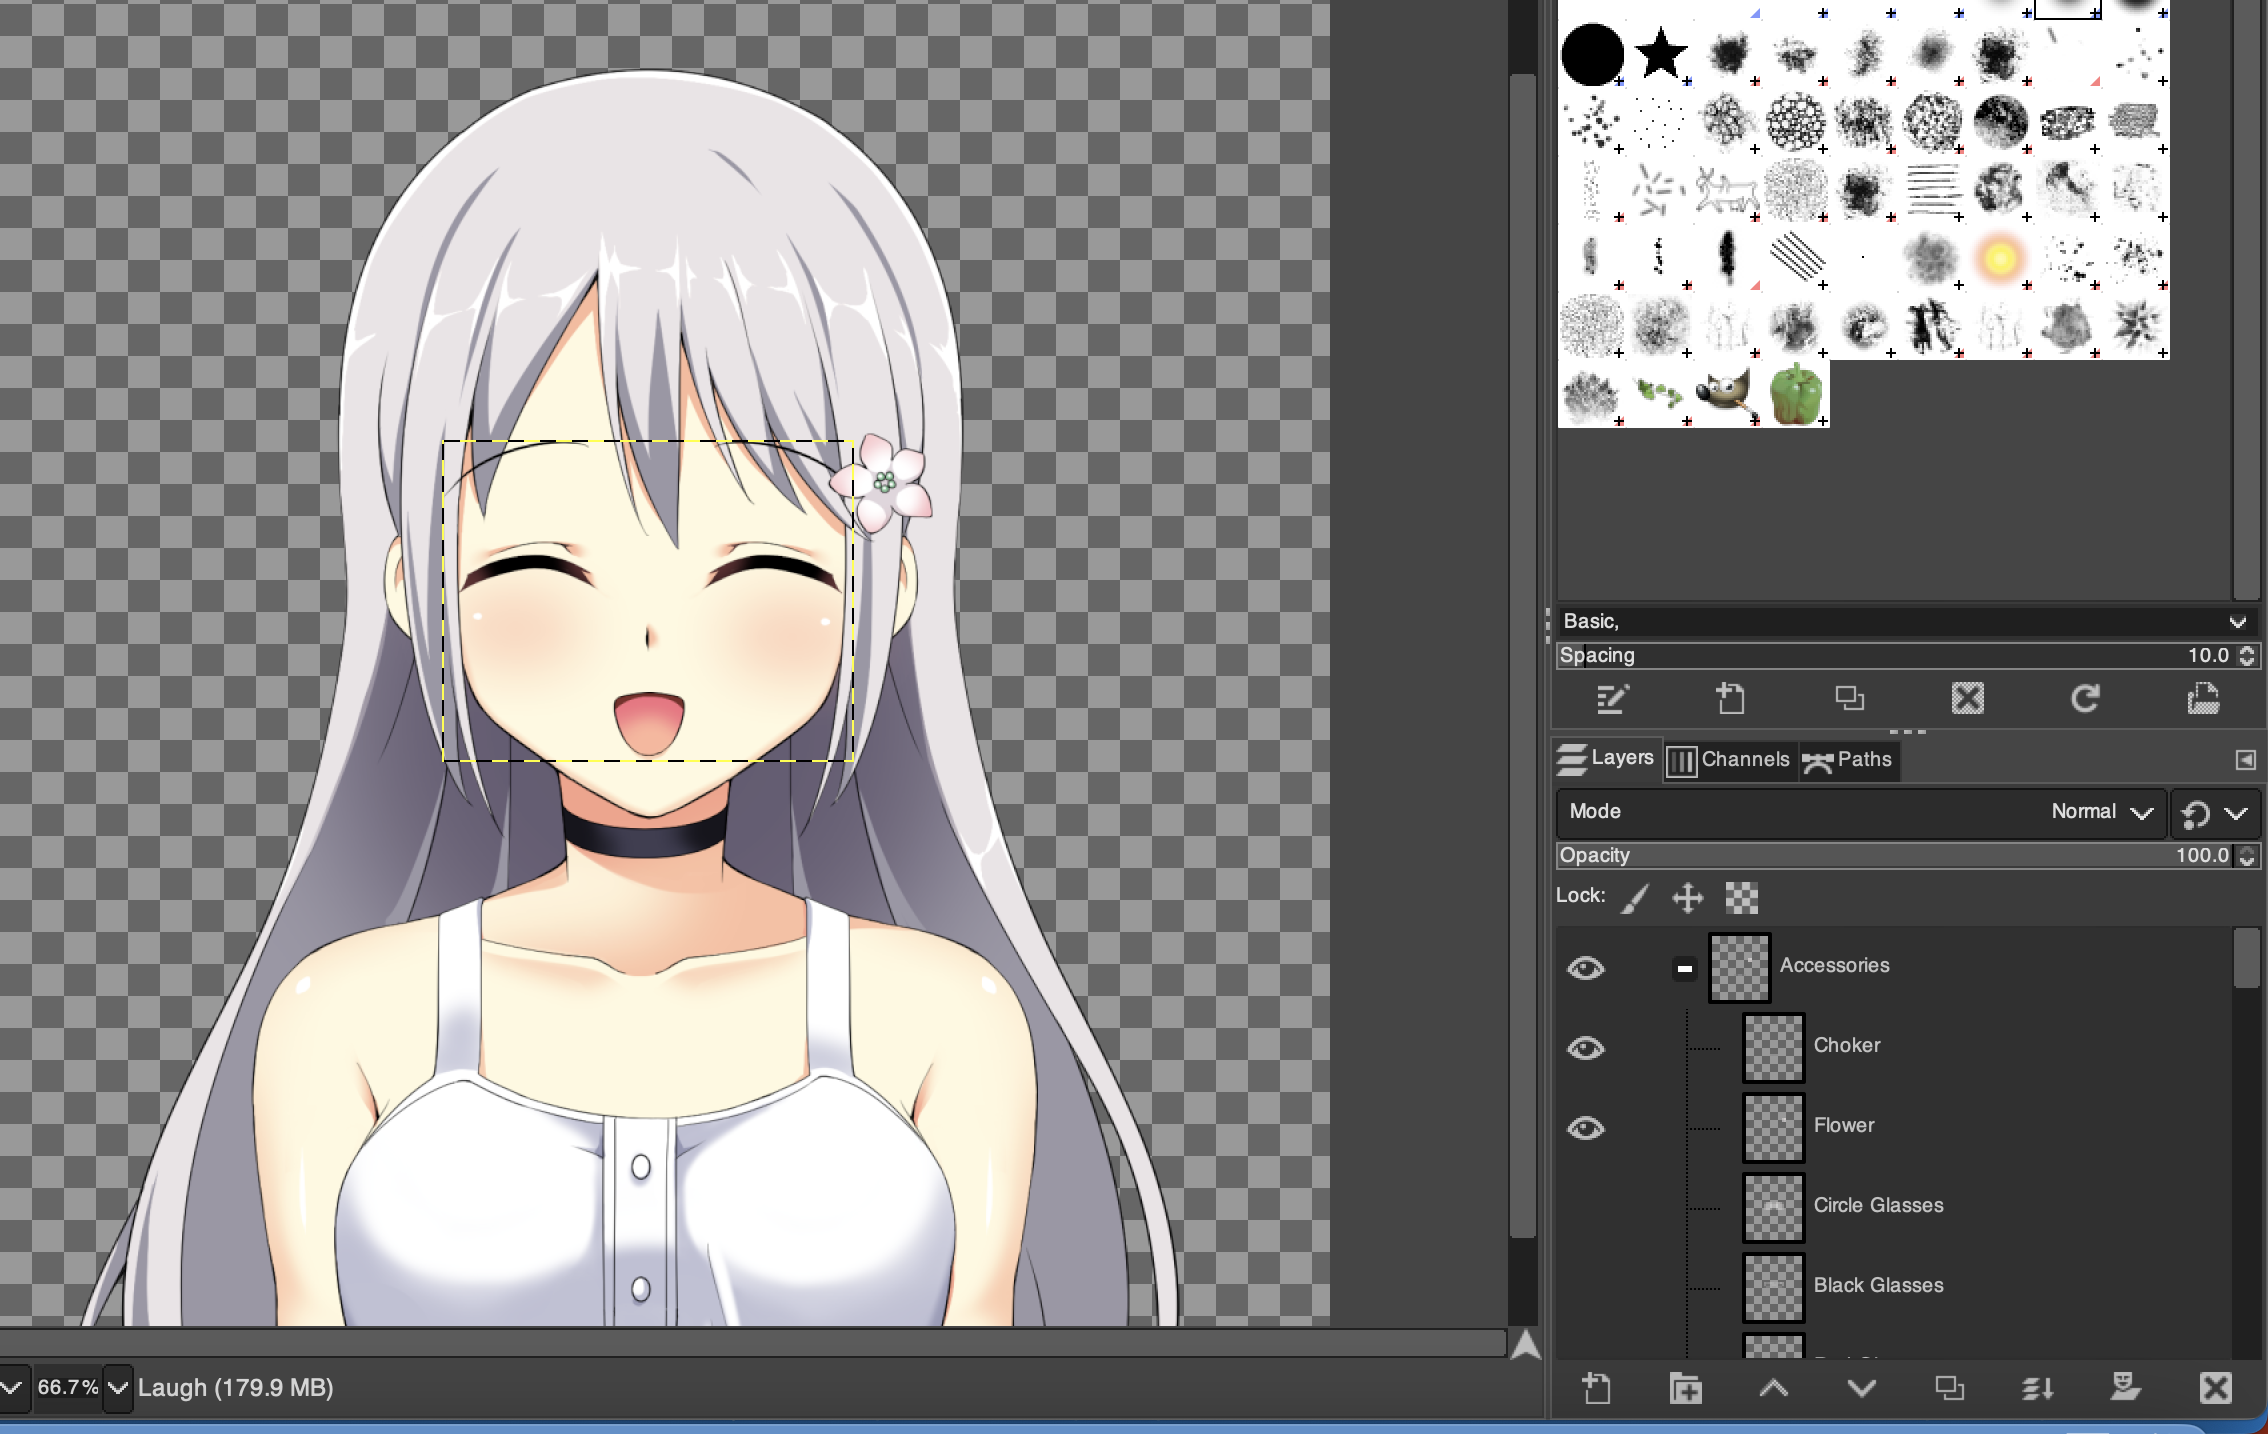 Basic,
Spacing 10.0
Layers Channels Paths
Mode Normal
Opacity 100.0
Lock:
Accessories
Choker
Flower
Circle Glasses
Black Glasses
66.7% Laugh (179.9 MB)